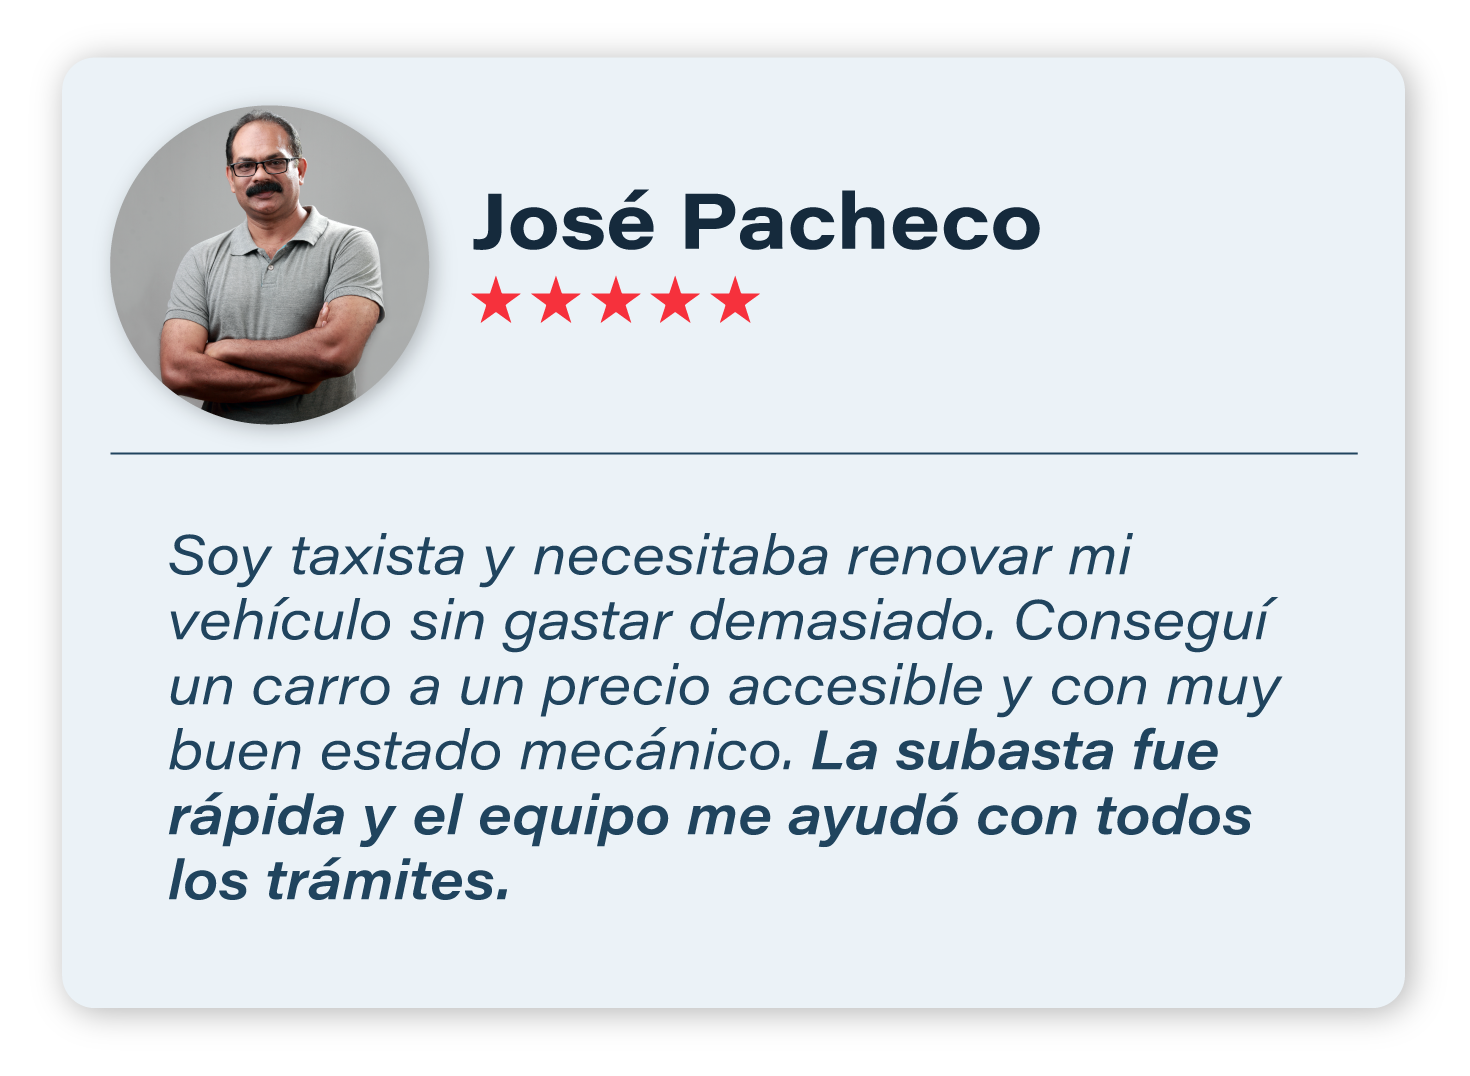 José Pacheco
Soy taxista y necesitaba renovar mi
vehículo sin gastar demasiado. Conseguí
un carro a un precio accesible y con muy
buen estado mecánico. La subasta fue
rápida y el equipo me ayudó con todos
los trámites.